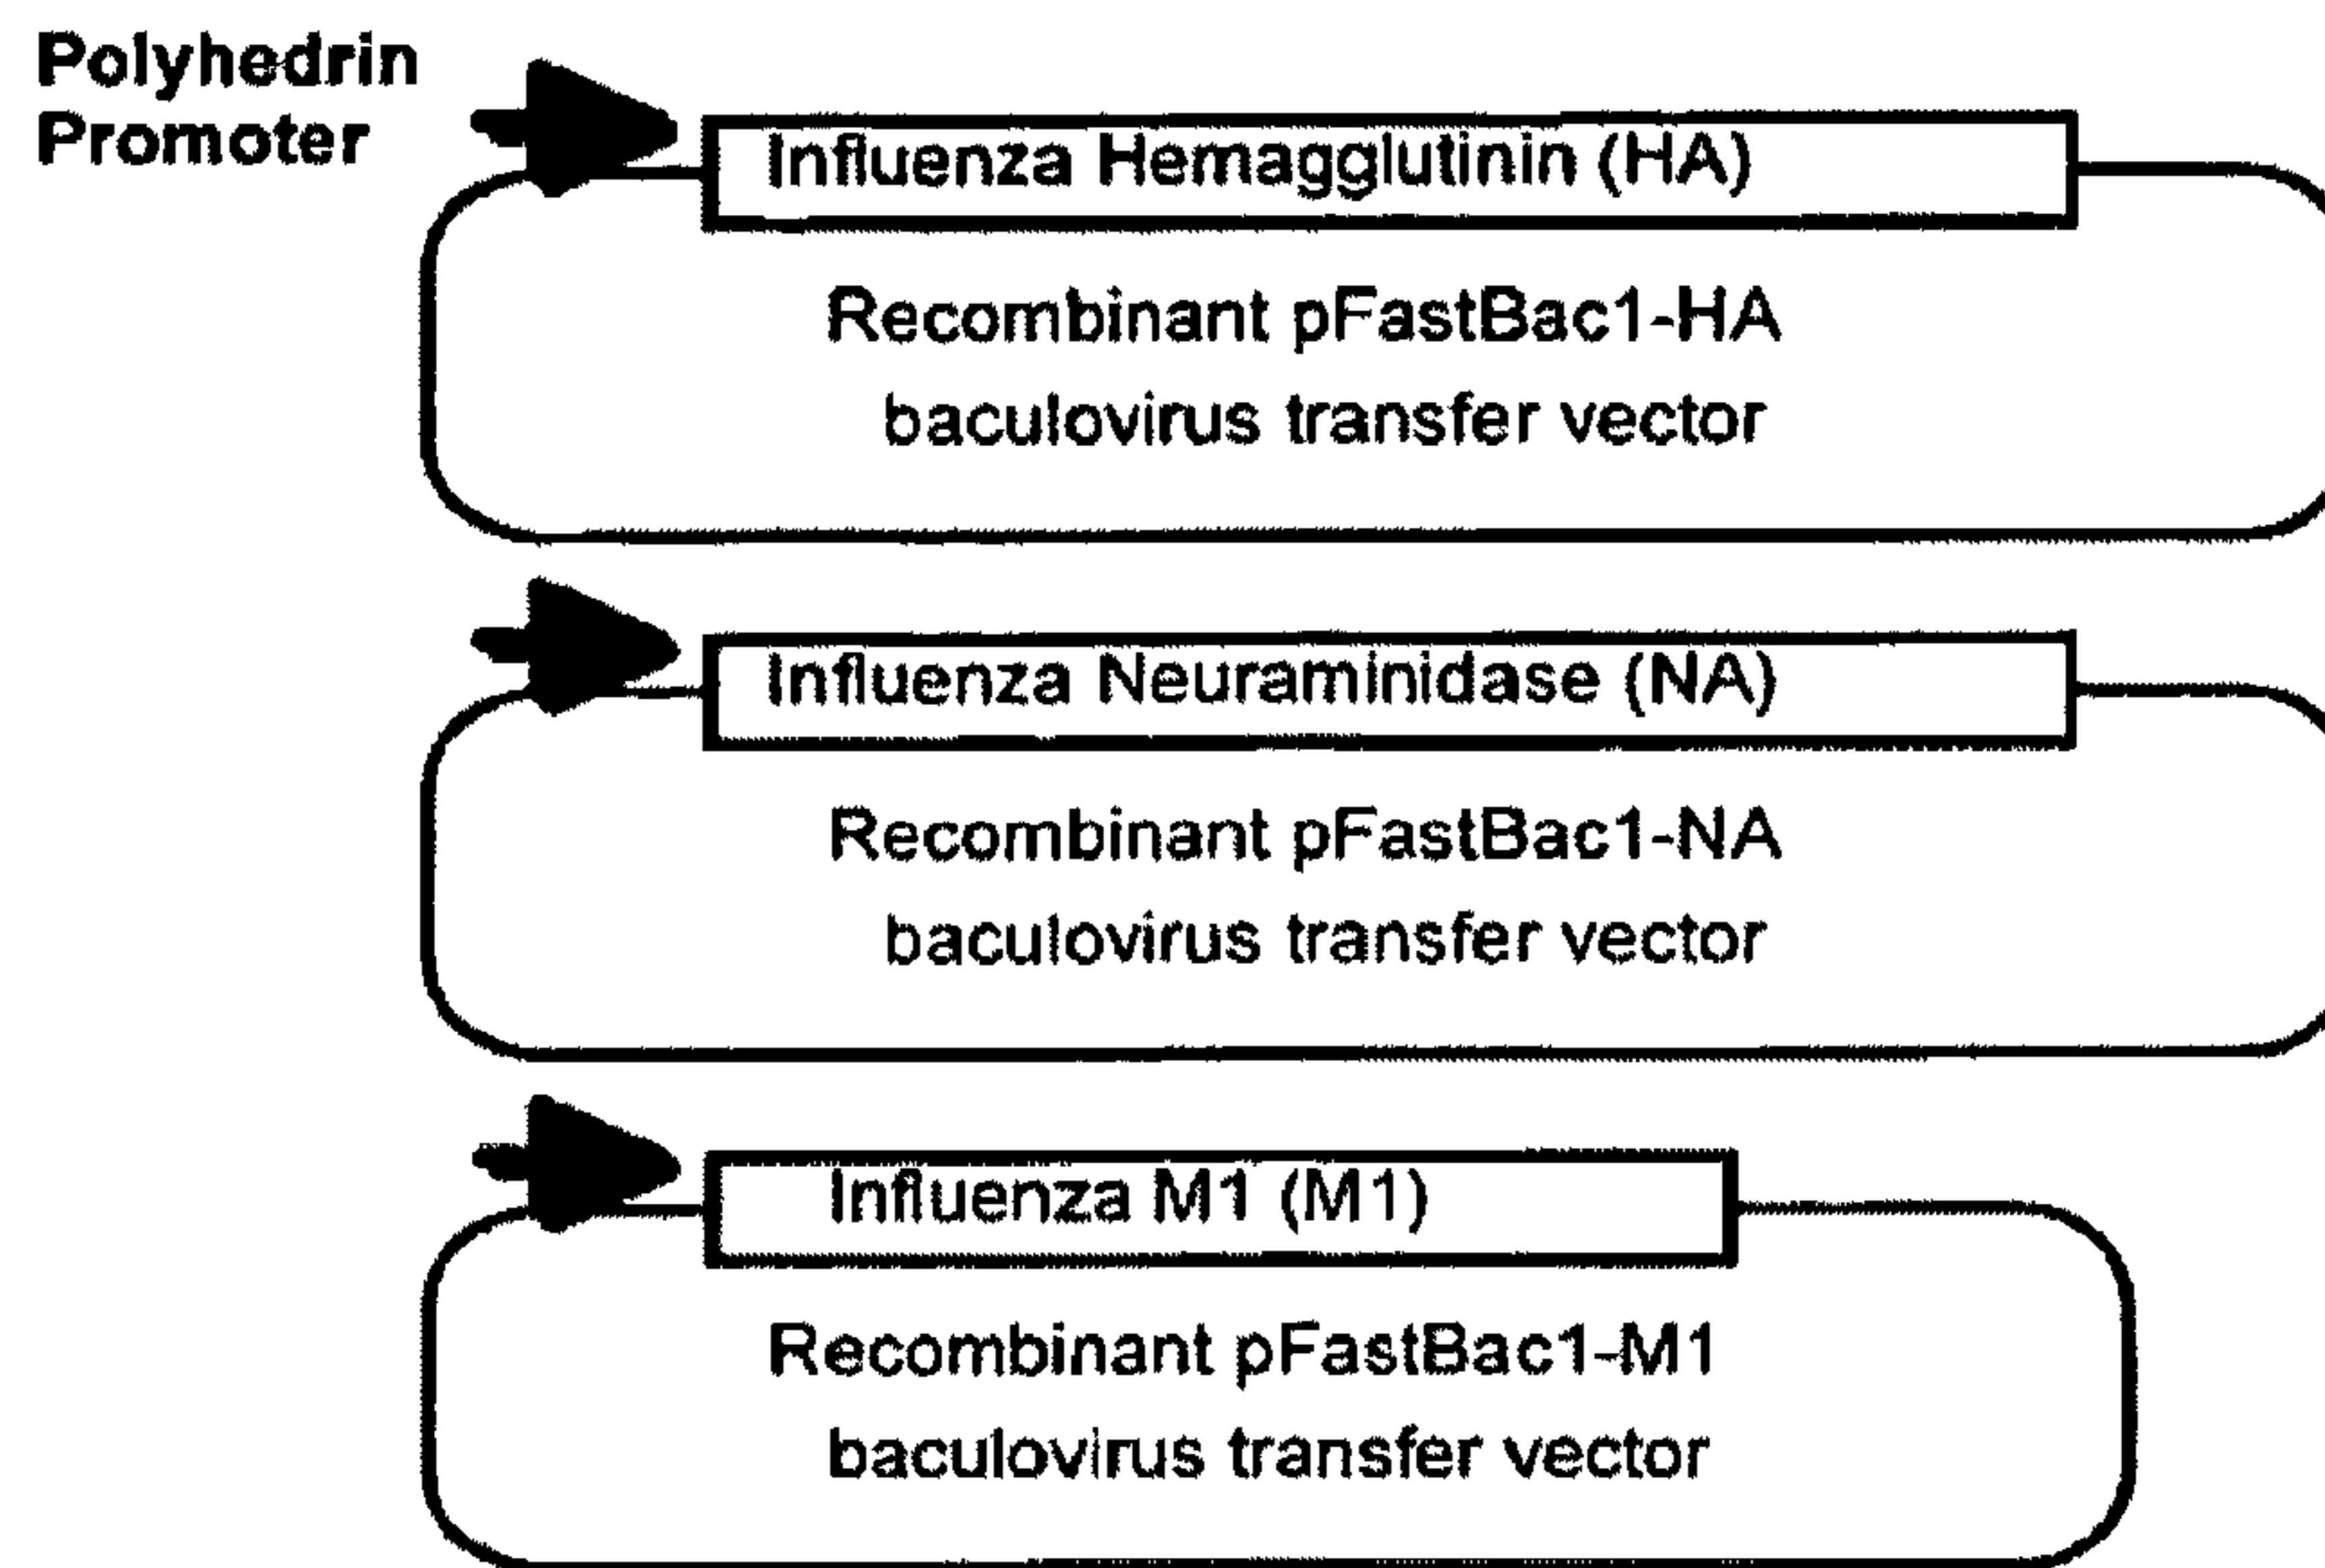 Polyhedrin
Promoter
Influenza Hemagglutinin (HA)
Recombinant pFastBac1-HA
baculovirus transfer vector
Influenza Neuraminidase (NA)
Recombinant pFastBac1-NA
baculovirus transfer vector
Influenza M1 (M1)
Recombinant pFastBac1-M1
baculovirus transfer vector